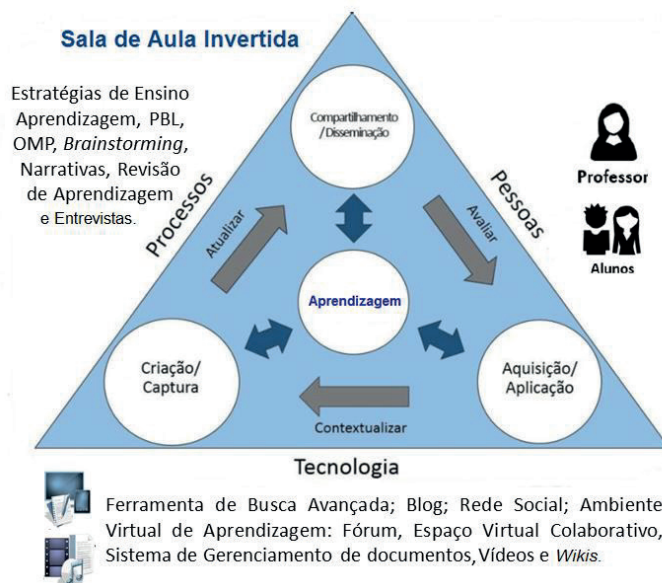 Sala de Aula Invertida
Estratégias de Ensino
Aprendizagem, PBL,
OMP, Brainstorming,
Narrativas, Revisão
de Aprendizagem
e Entrevistas.
Processos
Compartilhamento
/Disseminação
Pessoas
Professor
Alunos
Atualizar
Avaliar
Aprendizagem
Criação/
Captura
Aquisição/
Aplicação
Contextualizar
Tecnologia
Ferramenta de Busca Avançada; Blog; Rede Social; Ambiente
Virtual de Aprendizagem: Fórum, Espaço Virtual Colaborativo,
Sistema de Gerenciamento de documentos, Vídeos e Wikis.